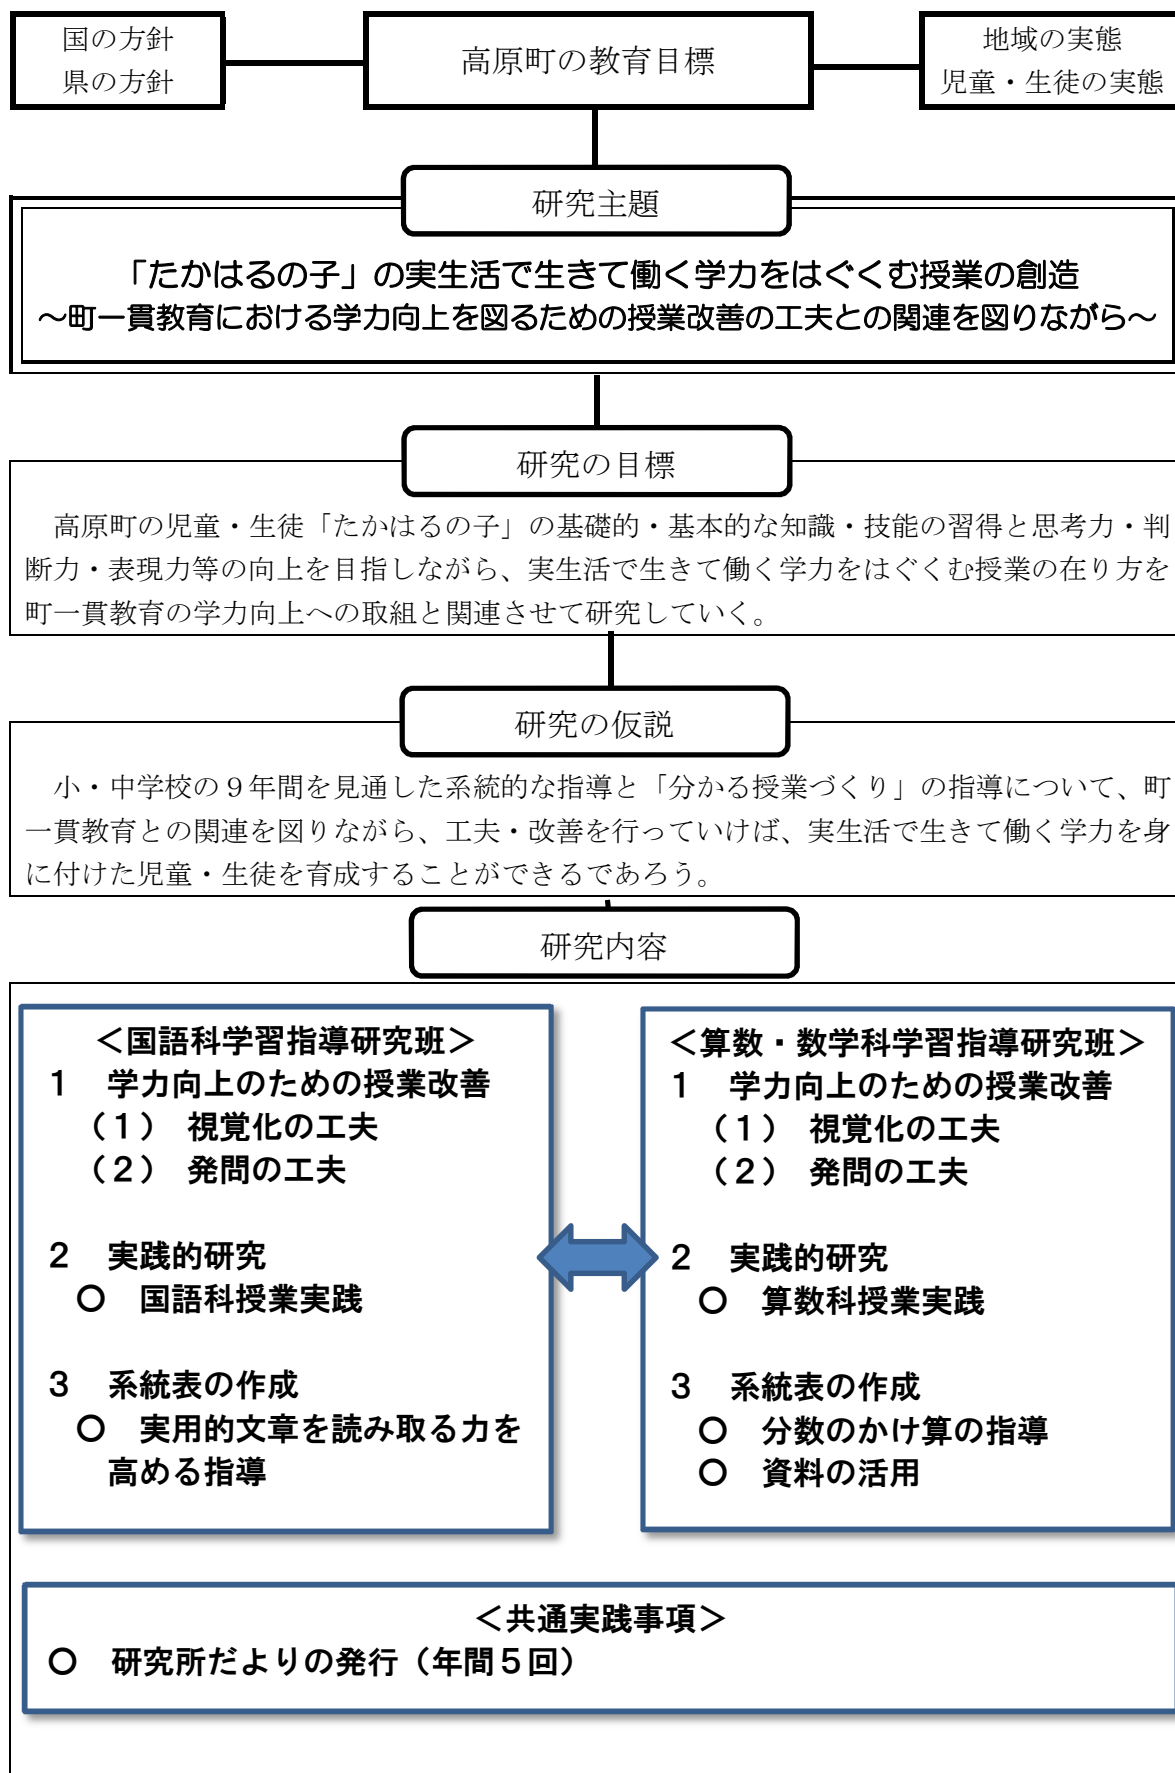 国の方針
県の方針
高原町の教育目標
地域の実態
児童・生徒の実態
研究主題
「たかはるの子」の実生活で生きて働く学力をはぐくむ授業の創造
～町一貫教育における学力向上を図るための授業改善の工夫との関連を図りながら～
研究の目標
高原町の児童・生徒「たかはるの子」の基礎的・基本的な知識・技能の習得と思考力・判
断力・表現力等の向上を目指しながら、実生活で生きて働く学力をはぐくむ授業の在り方を
町一貫教育の学力向上への取組と関連させて研究していく。
研究の仮説
小・中学校の９年間を見通した系統的な指導と「分かる授業づくり」の指導について、町
一貫教育との関連を図りながら、工夫・改善を行っていけば、実生活で生きて働く学力を身
に付けた児童・生徒を育成することができるであろう。
研究内容
＜国語科学習指導研究班＞
１　学力向上のための授業改善
（１）　視覚化の工夫
（２）　発問の工夫
２　実践的研究
○　国語科授業実践
３　系統表の作成
○　実用的文章を読み取る力を
高める指導
＜算数・数学科学習指導研究班＞
１　学力向上のための授業改善
（１）　視覚化の工夫
（２）　発問の工夫
２　実践的研究
○　算数科授業実践
３　系統表の作成
○　分数のかけ算の指導
○　資料の活用
＜共通実践事項＞
○　研究所だよりの発行（年間５回）